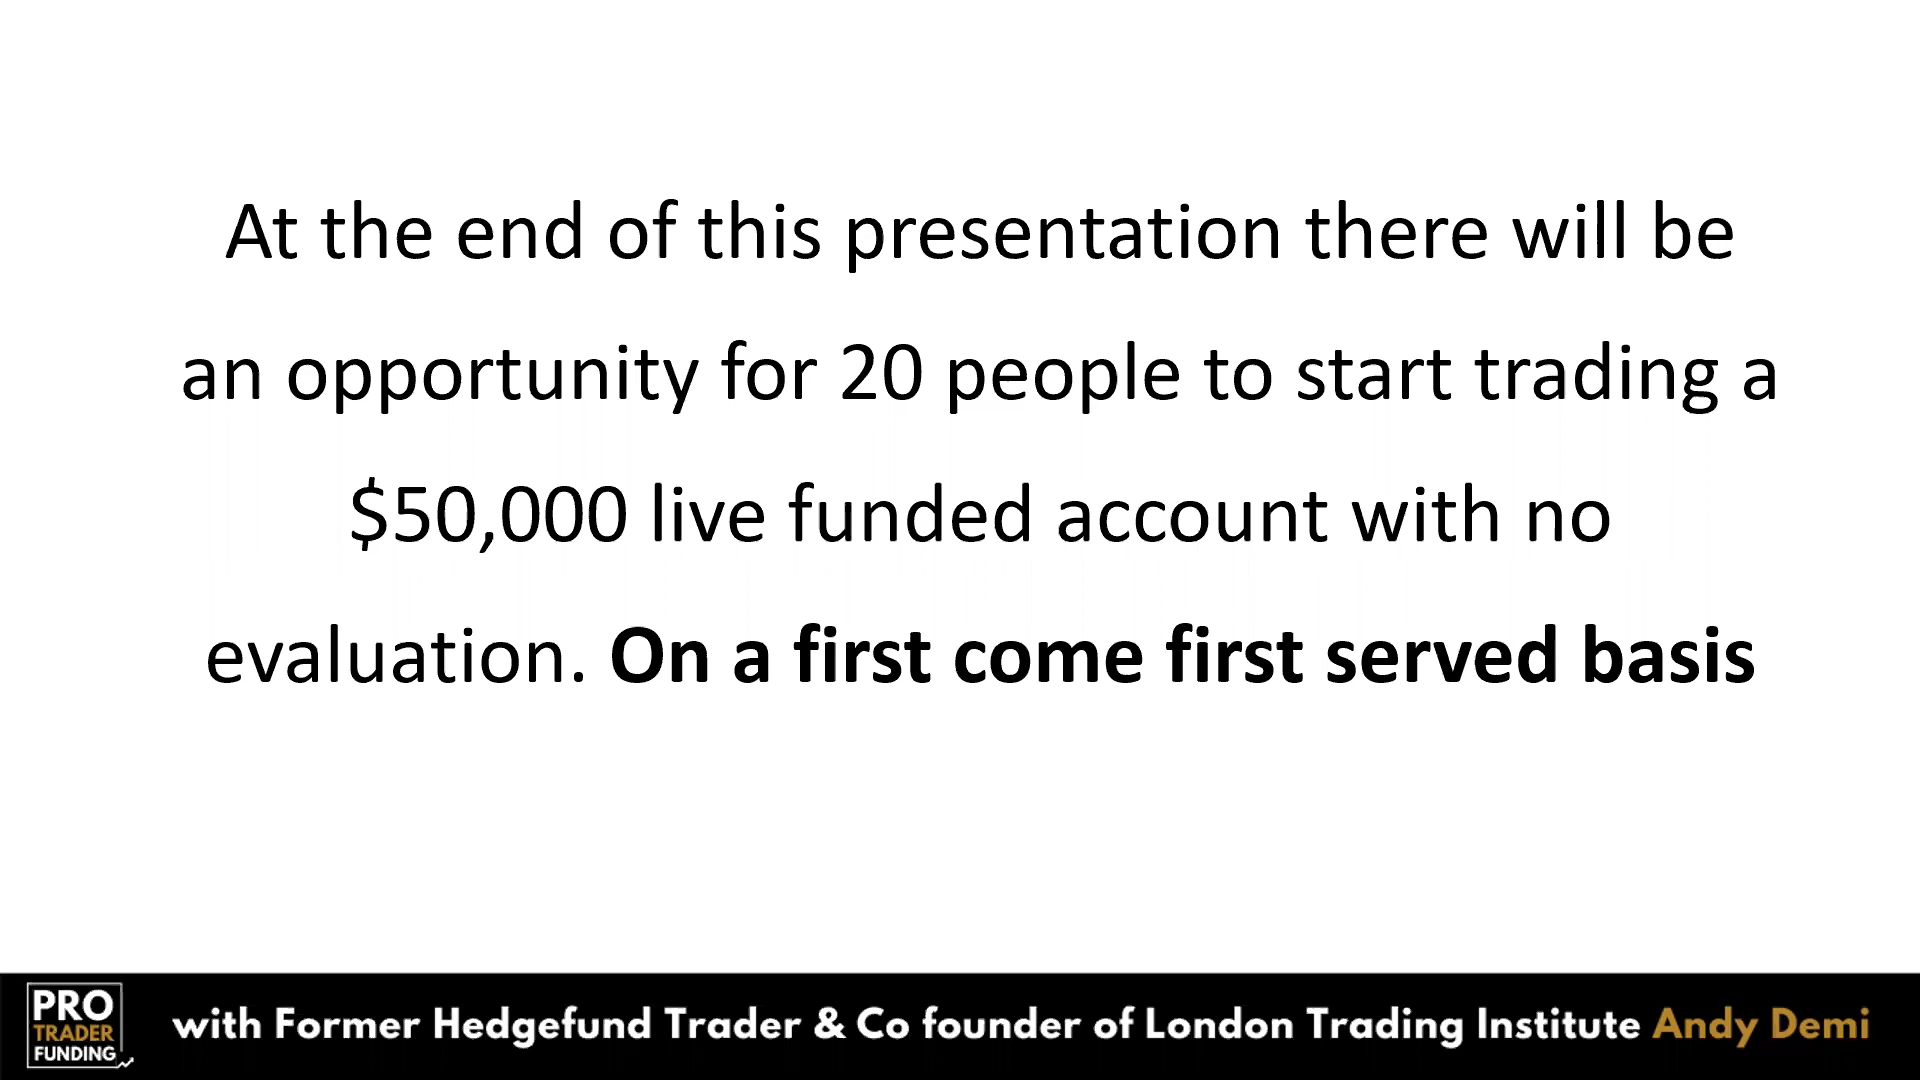 At the end of this presentation there will be
an opportunity for 20 people to start trading a
$50,000 live funded account with no
evaluation. On a first come first served basis
PRO
TRADER
FUNDING
with Former Hedgefund Trader & Co founder of London Trading Institute Andy Demi